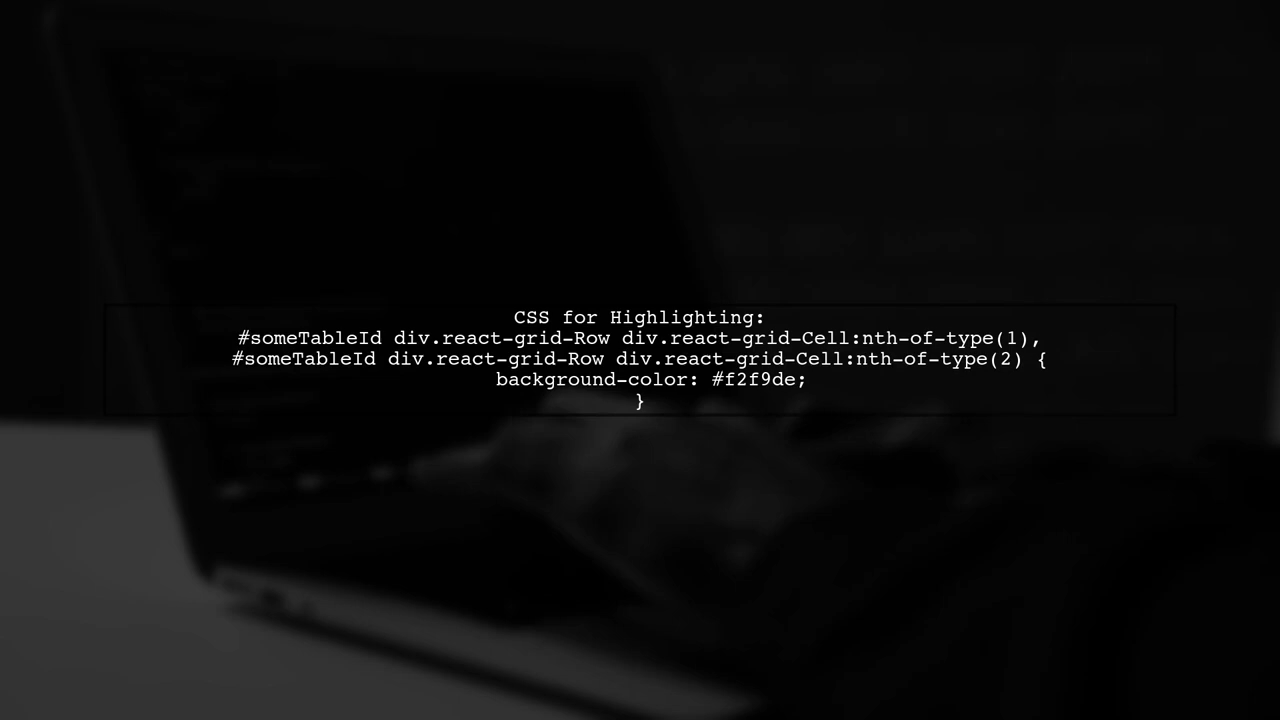 CSS for Highlighting:
#someTableId div.react-grid-Row div.react-grid-Cell:nth-of-type(1),
#someTableId div.react-grid-Row div.react-grid-Cell:nth-of-type(2) {
background-color: #f2f9de;
}